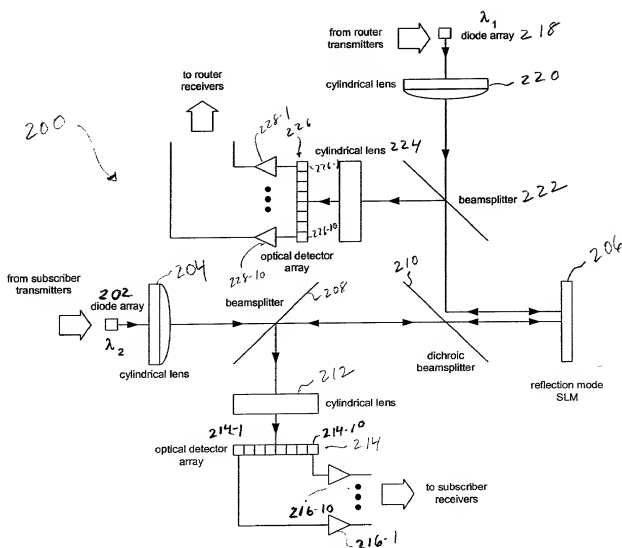 from router
transmitters
λ1
diode array 218
to router
receivers
cylindrical lens
220
200
228-1
226
cylindrical lens 224
226-1
beamsplitter 222
226-10
optical detector
array
228-10
204
210
206
from subscriber
transmitters
202
diode array
beamsplitter
208
λ2
cylindrical lens
dichroic
beamsplitter
reflection mode
SLM
212
cylindrical lens
214-1
214-10
214
optical detector
array
216-10
to subscriber
receivers
216-1